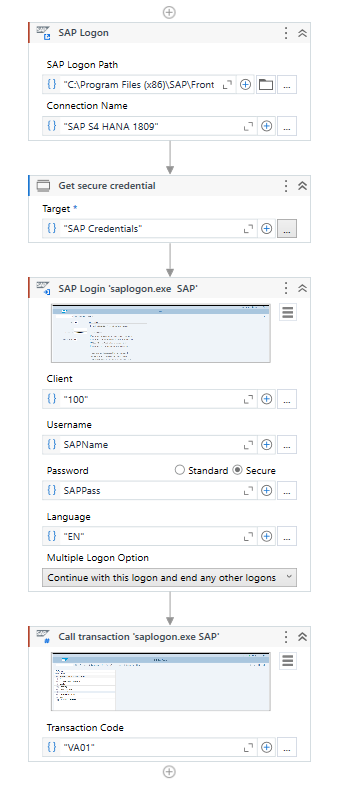 SAP Logon
SAP Logon Path
"C:\Program Files (x86)\SAP\Front
...
Connection Name
"SAP S4 HANA 1809"
...
Get secure credential
Target *
"SAP Credentials"
...
SAP Login 'saplogon.exe SAP'
Client
"100"
...
Username
SAPName
...
Password Standard Secure
SAPPass
...
Language
"EN"
...
Multiple Logon Option
Continue with this logon and end any other logons
Call transaction 'saplogon.exe SAP'
Transaction Code
"VA01"
...